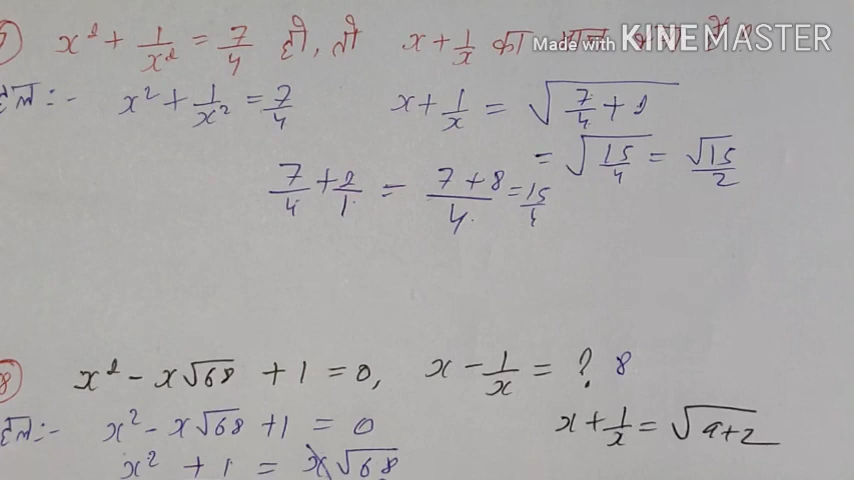 x² + 1/x² = 7/4 हो, तो x + 1/x का मान
Made with KINEMASTER
हल:- x² + 1/x² = 7/4 x + 1/x = √(7/4 + 2)
= √(15/4) = √15/2
7/4 + 2/1 = (7 + 8)/4 = 15/4
8 x² - x√68 + 1 = 0, x - 1/x = ? 8
हल:- x² - x√68 + 1 = 0 x + 1/x = √(a+2)
x² + 1 = x√68